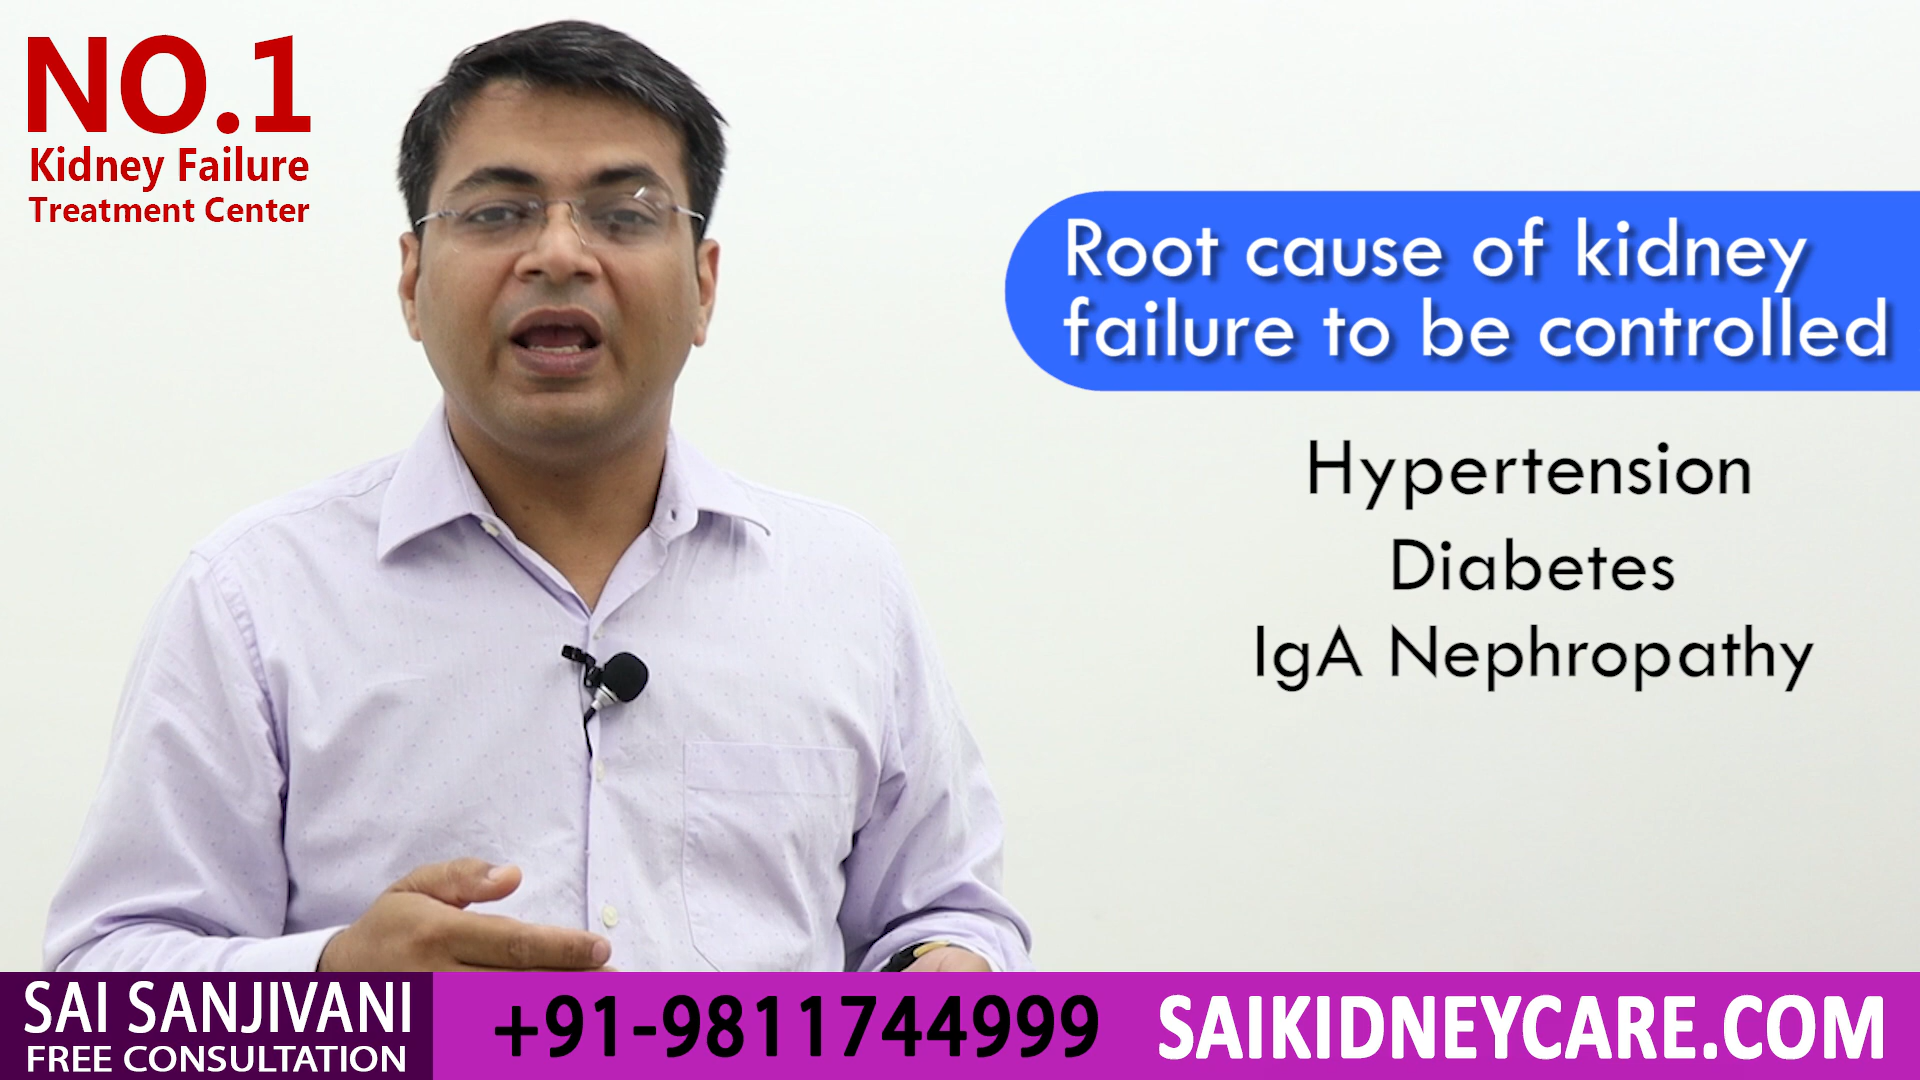 NO.1
Kidney Failure
Treatment Center
Root cause of kidney
failure to be controlled
Hypertension
Diabetes
IgA Nephropathy
SAI SANJIVANI
FREE CONSULTATION
+91-9811744999
SAIKIDNEYCARE.COM